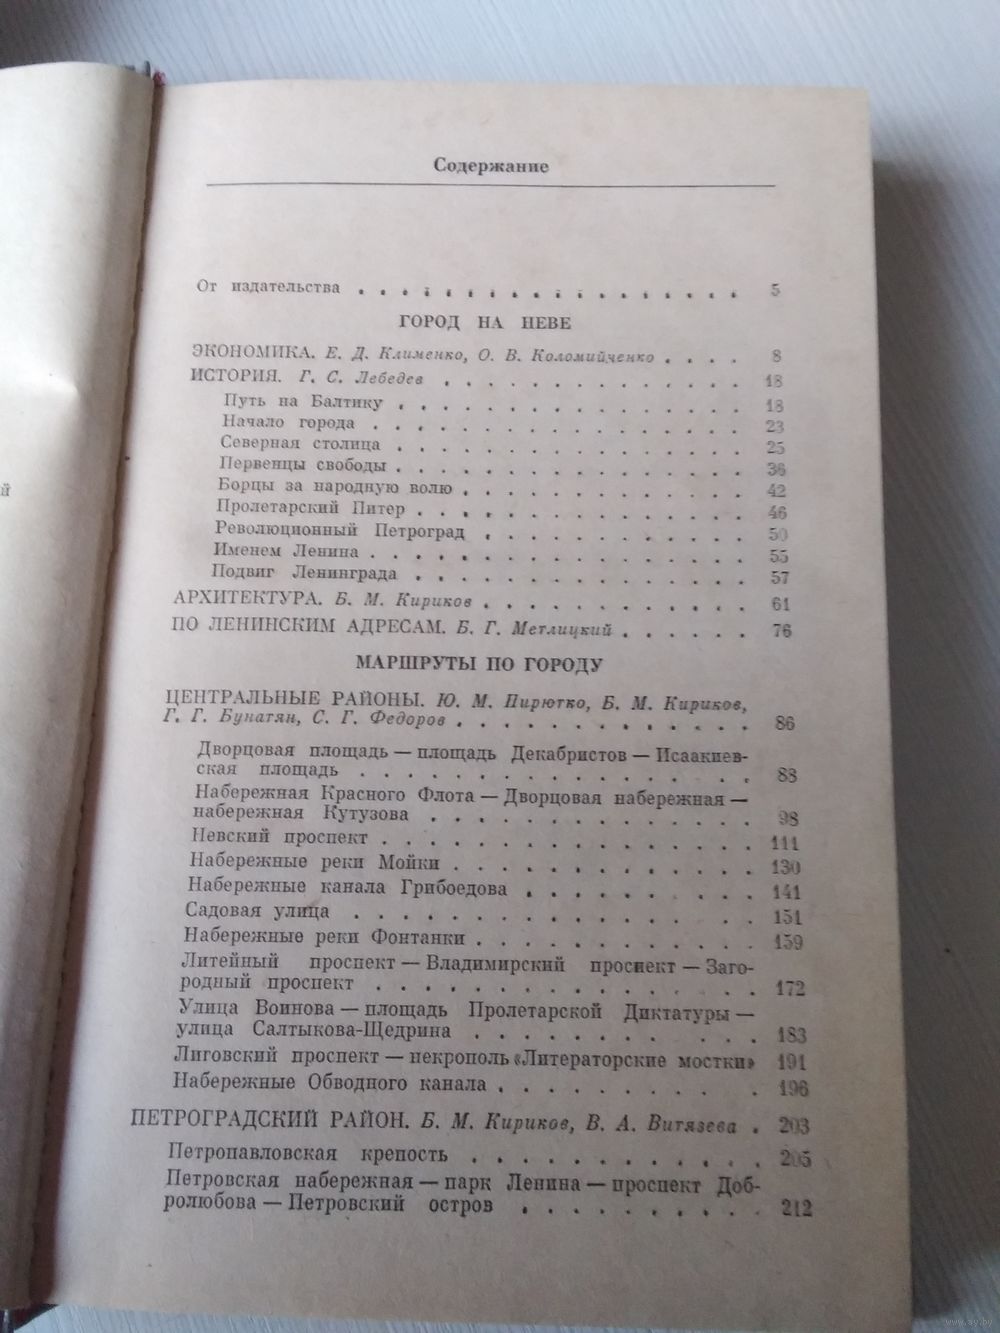 Содержание
От издательства . . . . . . . . . . . . . . . . . . 5
ГОРОД НА НЕВЕ
ЭКОНОМИКА. Е. Д. Клименко, О. В. Коломийченко . . . . 8
ИСТОРИЯ. Г. С. Лебедев . . . . . . . . . . . . . . 18
Путь на Балтику . . . . . . . . . . . . . . . . 18
Начало города . . . . . . . . . . . . . . . . . 23
Северная столица . . . . . . . . . . . . . . . . 25
Первенцы свободы . . . . . . . . . . . . . . . . 36
Борцы за народную волю . . . . . . . . . . . . . 42
Пролетарский Питер . . . . . . . . . . . . . . . 46
Революционный Петроград . . . . . . . . . . . . 50
Именем Ленина . . . . . . . . . . . . . . . . . 55
Подвиг Ленинграда . . . . . . . . . . . . . . . 57
АРХИТЕКТУРА. Б. М. Кириков . . . . . . . . . . . . 61
ПО ЛЕНИНСКИМ АДРЕСАМ. Б. Г. Метлицкий . . . . . . 76
МАРШРУТЫ ПО ГОРОДУ
ЦЕНТРАЛЬНЫЕ РАЙОНЫ. Ю. М. Пирютко, Б. М. Кириков,
Г. Г. Бунатян, С. Г. Федоров . . . . . . . . . . . . 86
Дворцовая площадь — площадь Декабристов — Исаакиев-
ская площадь . . . . . . . . . . . . . . . . . 88
Набережная Красного Флота — Дворцовая набережная —
набережная Кутузова . . . . . . . . . . . . . . 98
Невский проспект . . . . . . . . . . . . . . . . 111
Набережные реки Мойки . . . . . . . . . . . . . 130
Набережные канала Грибоедова . . . . . . . . . . 141
Садовая улица . . . . . . . . . . . . . . . . . 151
Набережные реки Фонтанки . . . . . . . . . . . . 159
Литейный проспект — Владимирский проспект — Заго-
родный проспект . . . . . . . . . . . . . . . . 172
Улица Воинова — площадь Пролетарской Диктатуры —
улица Салтыкова-Щедрина . . . . . . . . . . . . 183
Лиговский проспект — некрополь «Литераторские мостки» 191
Набережные Обводного канала . . . . . . . . . . 196
ПЕТРОГРАДСКИЙ РАЙОН. Б. М. Кириков, В. А. Витязева . 203
Петропавловская крепость . . . . . . . . . . . . 205
Петровская набережная — парк Ленина — проспект Доб-
ролюбова — Петровский остров . . . . . . . . . . 212
й
www.ay.by